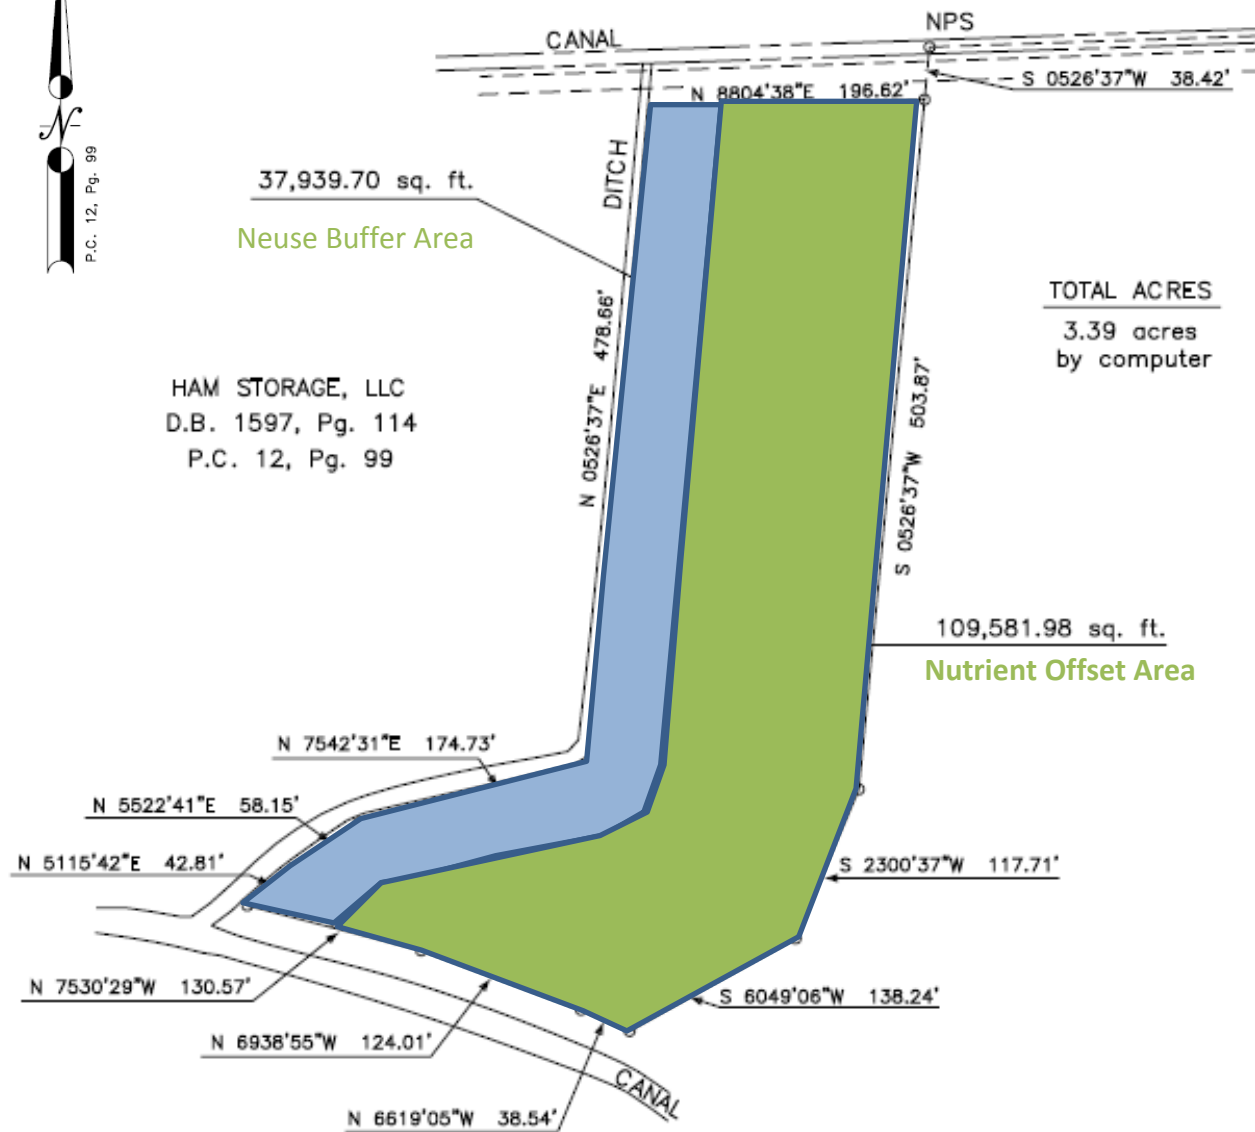 NPS
CANAL
S 0526'37"W 38.42'
N 8804'38"E 196.62'
N
P.C. 12, Pg. 99
DITCH
37,939.70 sq. ft.
Neuse Buffer Area
TOTAL ACRES
3.39 acres
by computer
N 0526'37"E 478.66'
S 0526'37"W 503.87'
HAM STORAGE, LLC
D.B. 1597, Pg. 114
P.C. 12, Pg. 99
109,581.98 sq. ft.
Nutrient Offset Area
N 7542'31"E 174.73'
N 5522'41"E 58.15'
N 5115'42"E 42.81'
S 2300'37"W 117.71'
N 7530'29"W 130.57'
S 6049'06"W 138.24'
N 6938'55"W 124.01'
CANAL
N 6619'05"W 38.54'